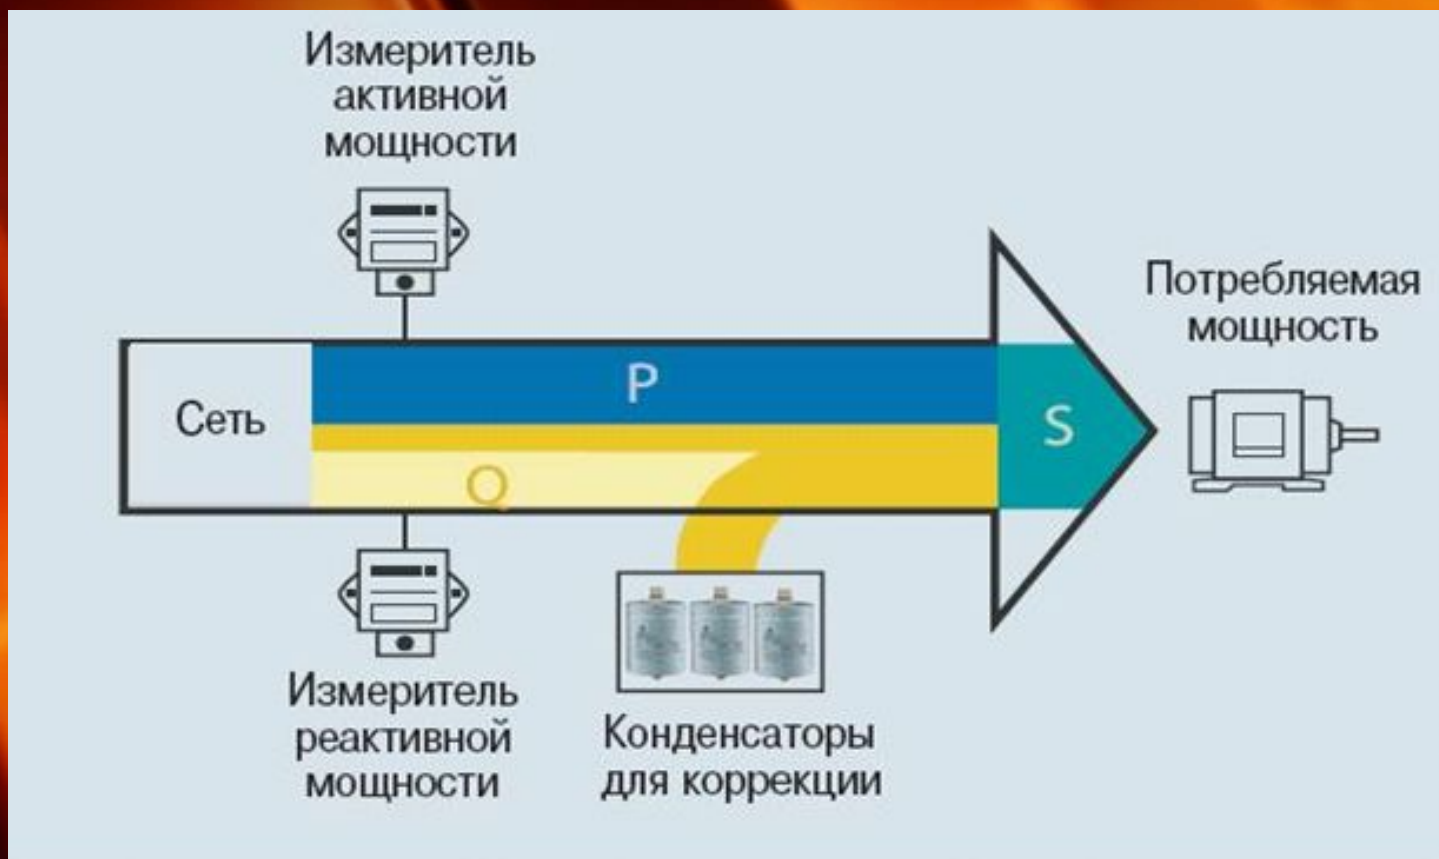 Измеритель
активной
мощности
Потребляемая
мощность
Сеть
P
Q
S
Измеритель
реактивной
мощности
Конденсаторы
для коррекции